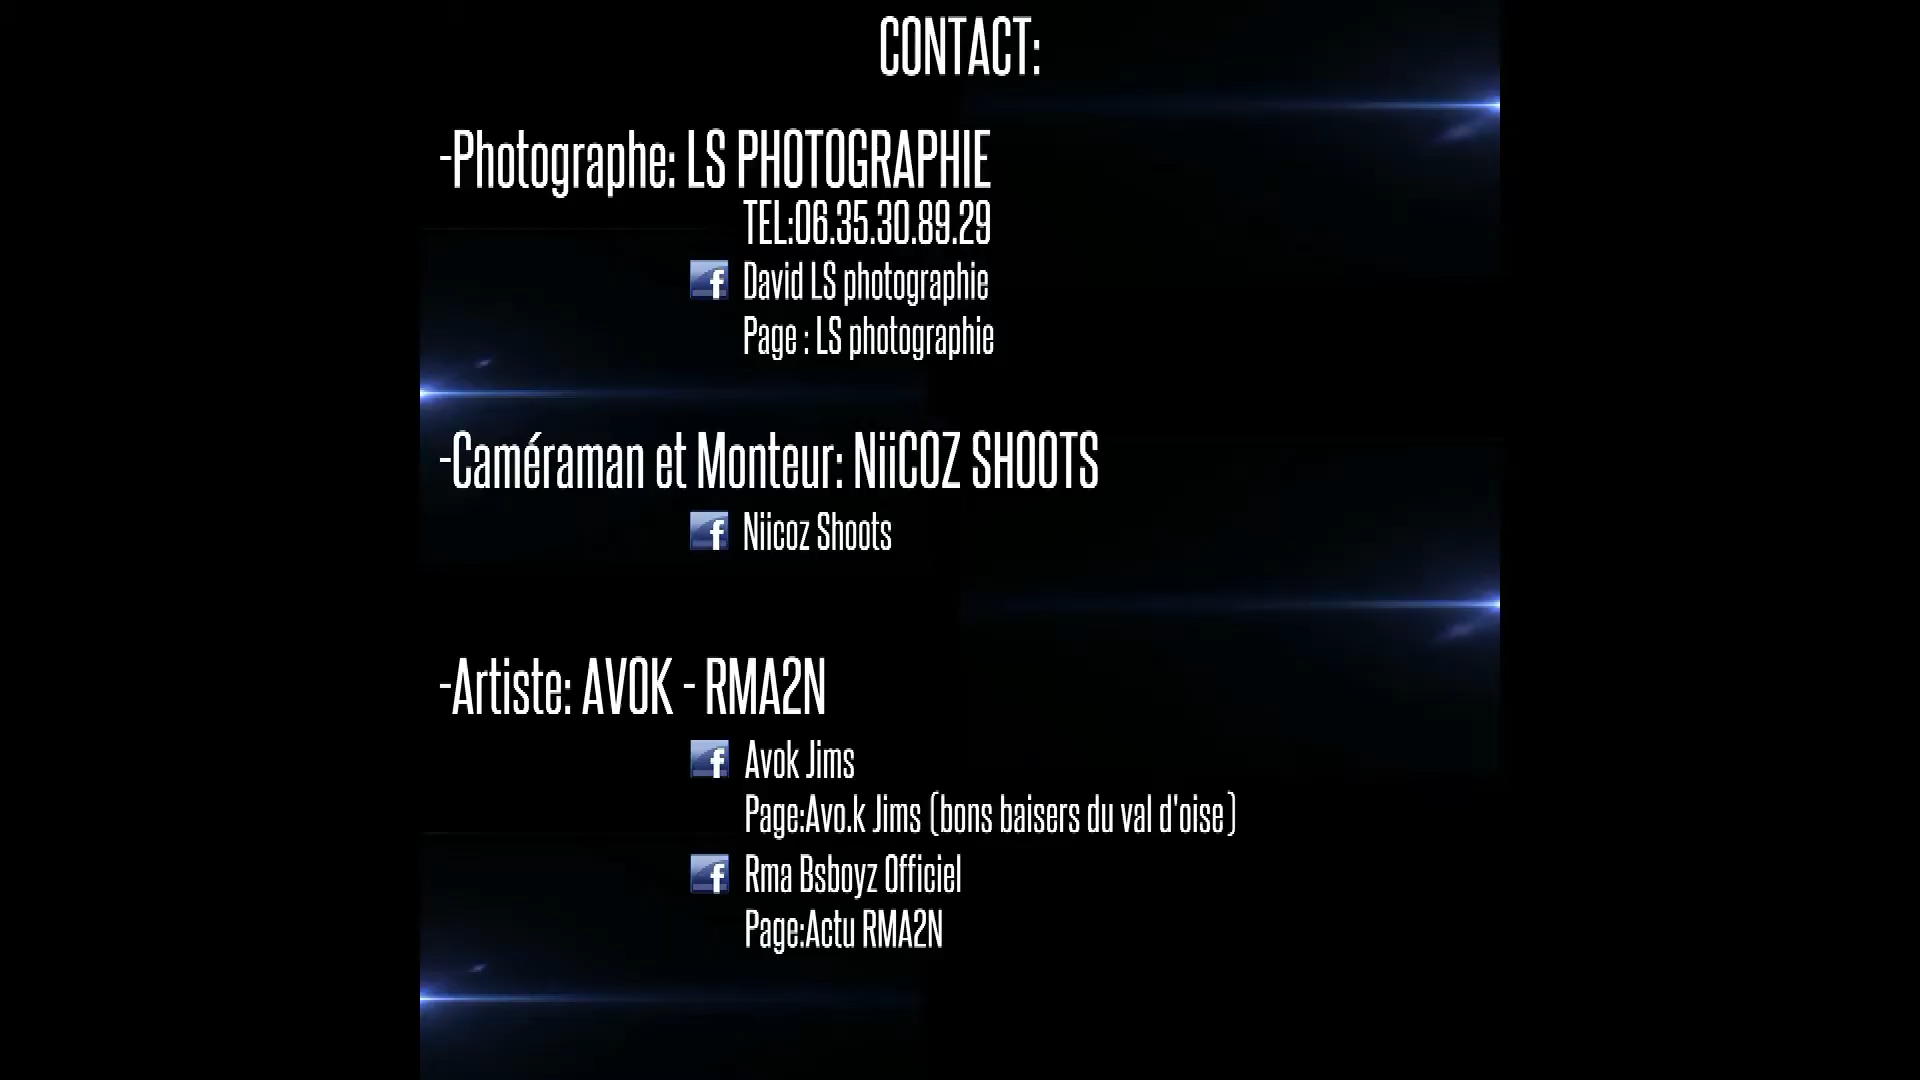 CONTACT:
-Photographe: LS PHOTOGRAPHIE
TEL:06.35.30.89.29
f David LS photographie
Page : LS photographie
-Caméraman et Monteur: NiiCOZ SHOOTS
f Niicoz Shoots
-Artiste: AVOK - RMA2N
f Avok Jims
Page:Avo.k Jims (bons baisers du val d'oise)
f Rma Bsboyz Officiel
Page:Actu RMA2N